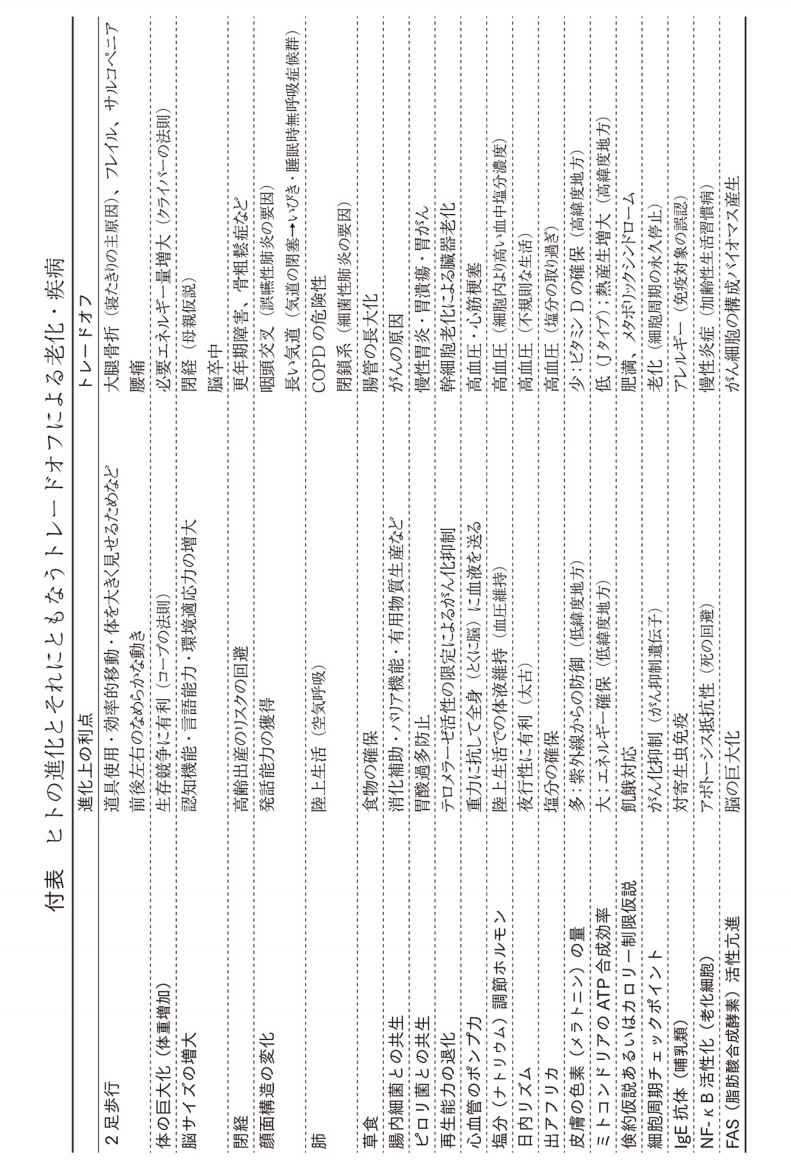 付表　ヒトの進化とそれにともなうトレードオフによる老化・疾病
進化上の利点　トレードオフ
2足歩行　道具使用・効率的移動・体を大きく見せるためなど　大腿骨折（寝たきりの主原因）、フレイル、サルコペニア
前後左右のなめらかな動き　腰痛
体の巨大化（体重増加）　生存競争に有利（コープの法則）　必要エネルギー量増大（クライバーの法則）
脳サイズの増大　認知機能・言語能力・環境適応力の増大　閉経（母親仮説）
脳卒中
閉経　高齢出産のリスクの回避　更年期障害、骨粗鬆症など
顔面構造の変化　発話能力の獲得　咽頭交叉（誤嚥性肺炎の要因）
長い気道（気道の閉塞→いびき・睡眠時無呼吸症候群）
肺　陸上生活（空気呼吸）　COPDの危険性
閉鎖系（細菌性肺炎の要因）
草食　食物の確保　腸管の長大化
腸内細菌との共生　消化補助・バリア機能・有用物質生産など　がんの原因
ピロリ菌との共生　胃酸過多防止　慢性胃炎・胃潰瘍・胃がん
再生能力の退化　テロメラーゼ活性の限定によるがん化抑制　幹細胞老化による臓器老化
心血管のポンプ力　重力に抗して全身（とくに脳）に血液を送る　高血圧・心筋梗塞
塩分（ナトリウム）調節ホルモン　陸上生活での体液維持（血圧維持）　高血圧（細胞内より高い血中塩分濃度）
日内リズム　夜行性に有利（太古）　高血圧（不規則な生活）
出アフリカ　塩分の確保　高血圧（塩分の取り過ぎ）
皮膚の色素（メラトニン）の量　多：紫外線からの防御（低緯度地方）　少：ビタミンDの確保（高緯度地方）
ミトコンドリアのATP合成効率　大：エネルギー確保（低緯度地方）　低（Jタイプ）：熱産生増大（高緯度地方）
倹約仮説あるいはカロリー制限仮説　飢餓対応　肥満、メタボリックシンドローム
細胞周期チェックポイント　がん化抑制（がん抑制遺伝子）　老化（細胞周期の永久停止）
IgE抗体（哺乳類）　対寄生虫免疫　アレルギー（免疫対象の誤認）
NF-κB活性化（老化細胞）　アポトーシス抵抗性（死の回避）　慢性炎症（加齢性生活習慣病）
FAS（脂肪酸合成酵素）活性亢進　脳の巨大化　がん細胞の構成バイオマス産生